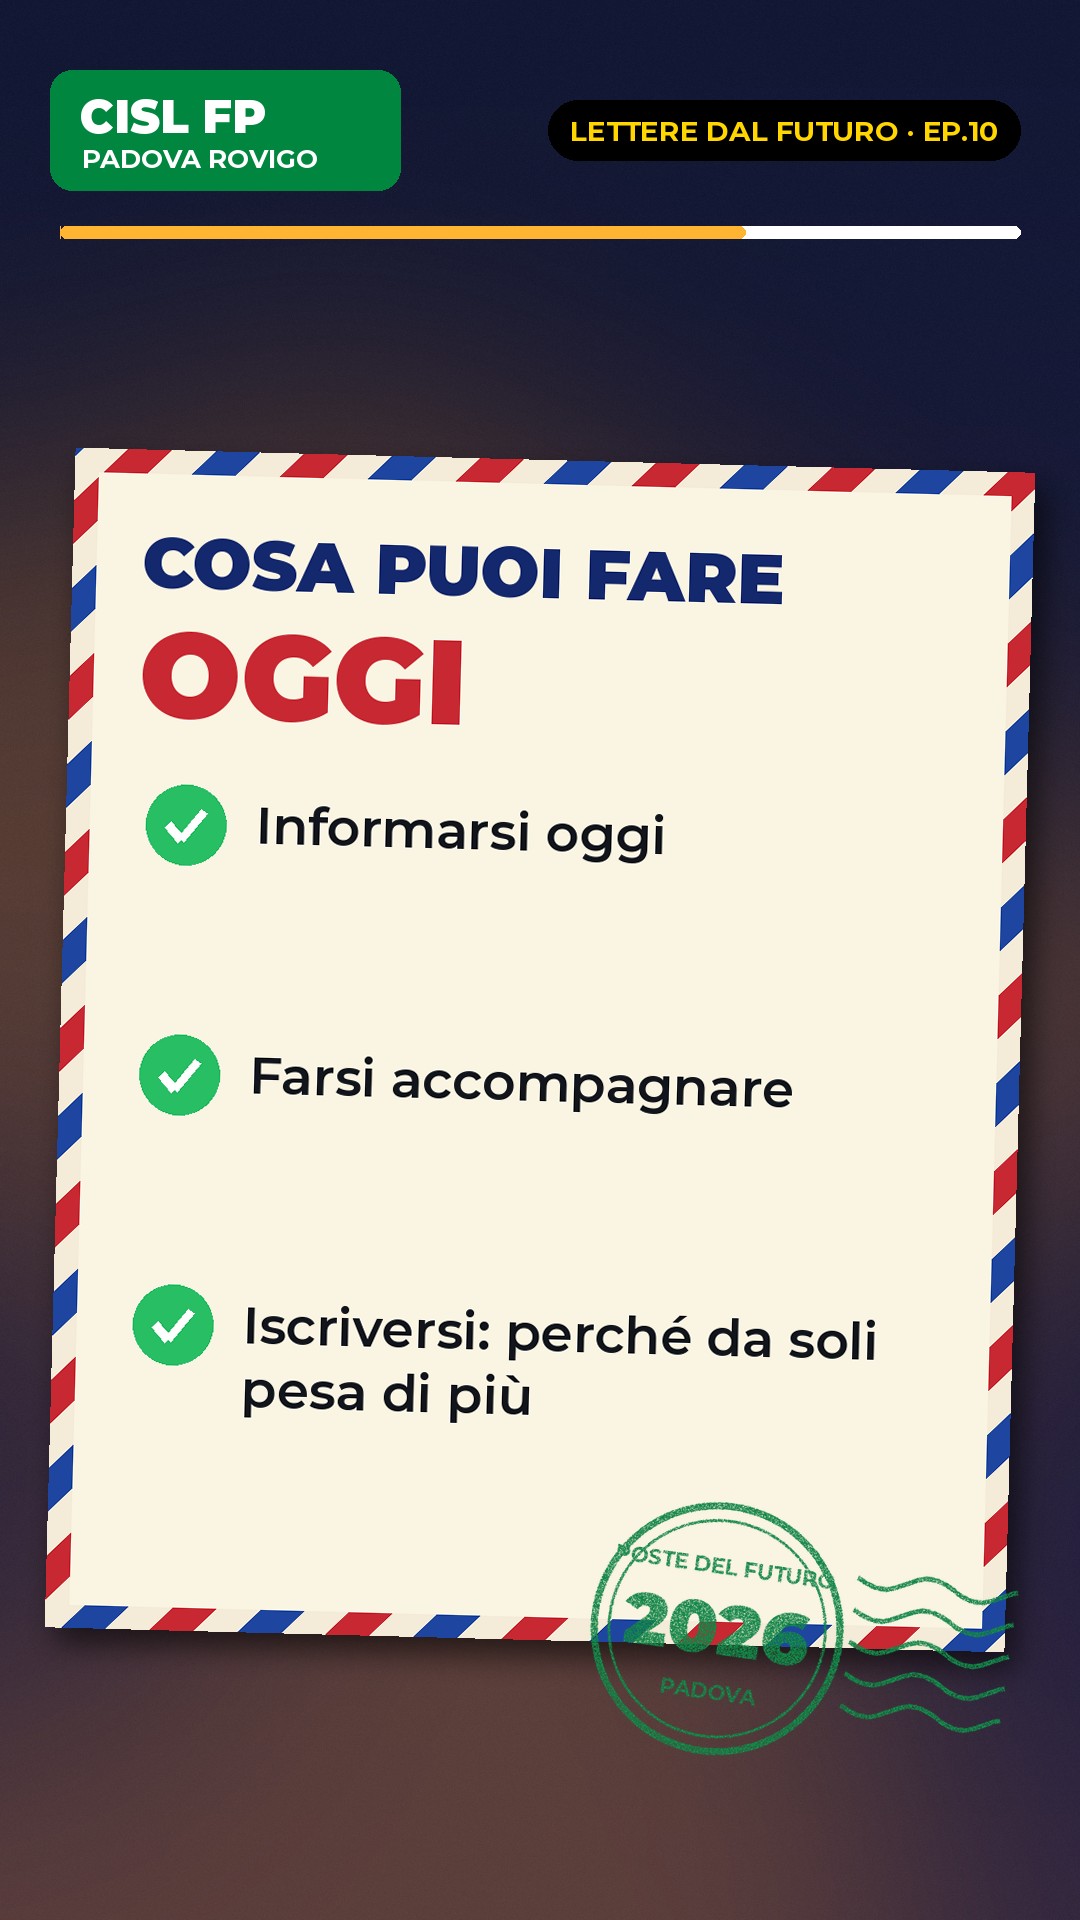 CISL FP
PADOVA ROVIGO
LETTERE DAL FUTURO · EP.10
COSA PUOI FARE
OGGI
Informarsi oggi
Farsi accompagnare
Iscriversi: perché da soli
pesa di più
POSTE DEL FUTURO
2026
PADOVA